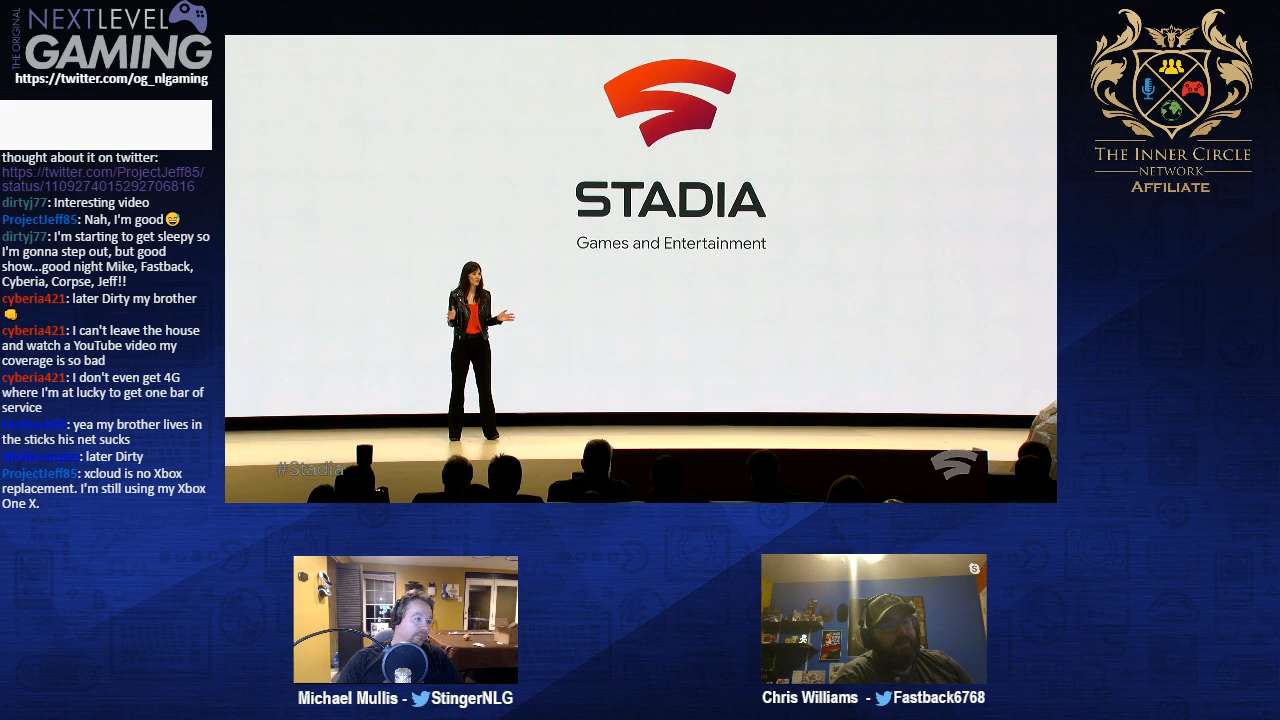 THE ORIGINAL
NEXTLEVEL
GAMING
https://twitter.com/og_nlgaming
thought about it on twitter:
https://twitter.com/ProjectJeff85/
status/1109274015292706816
dirtyj77: Interesting video
ProjectJeff85: Nah, I'm good😅
dirtyj77: I'm starting to get sleepy so
I'm gonna step out, but good
show...good night Mike, Fastback,
Cyberia, Corpse, Jeff!!
cyberia421: later Dirty my brother
👊
cyberia421: I can't leave the house
and watch a YouTube video my
coverage is so bad
cyberia421: I don't even get 4G
where I'm at lucky to get one bar of
service
: yea my brother lives in
the sticks his net sucks
: later Dirty
ProjectJeff85: xcloud is no Xbox
replacement. I'm still using my Xbox
One X.
STADIA
Games and Entertainment
#Stadia
THE INNER CIRCLE
NETWORK
AFFILIATE
Michael Mullis - StingerNLG
Chris Williams - Fastback6768